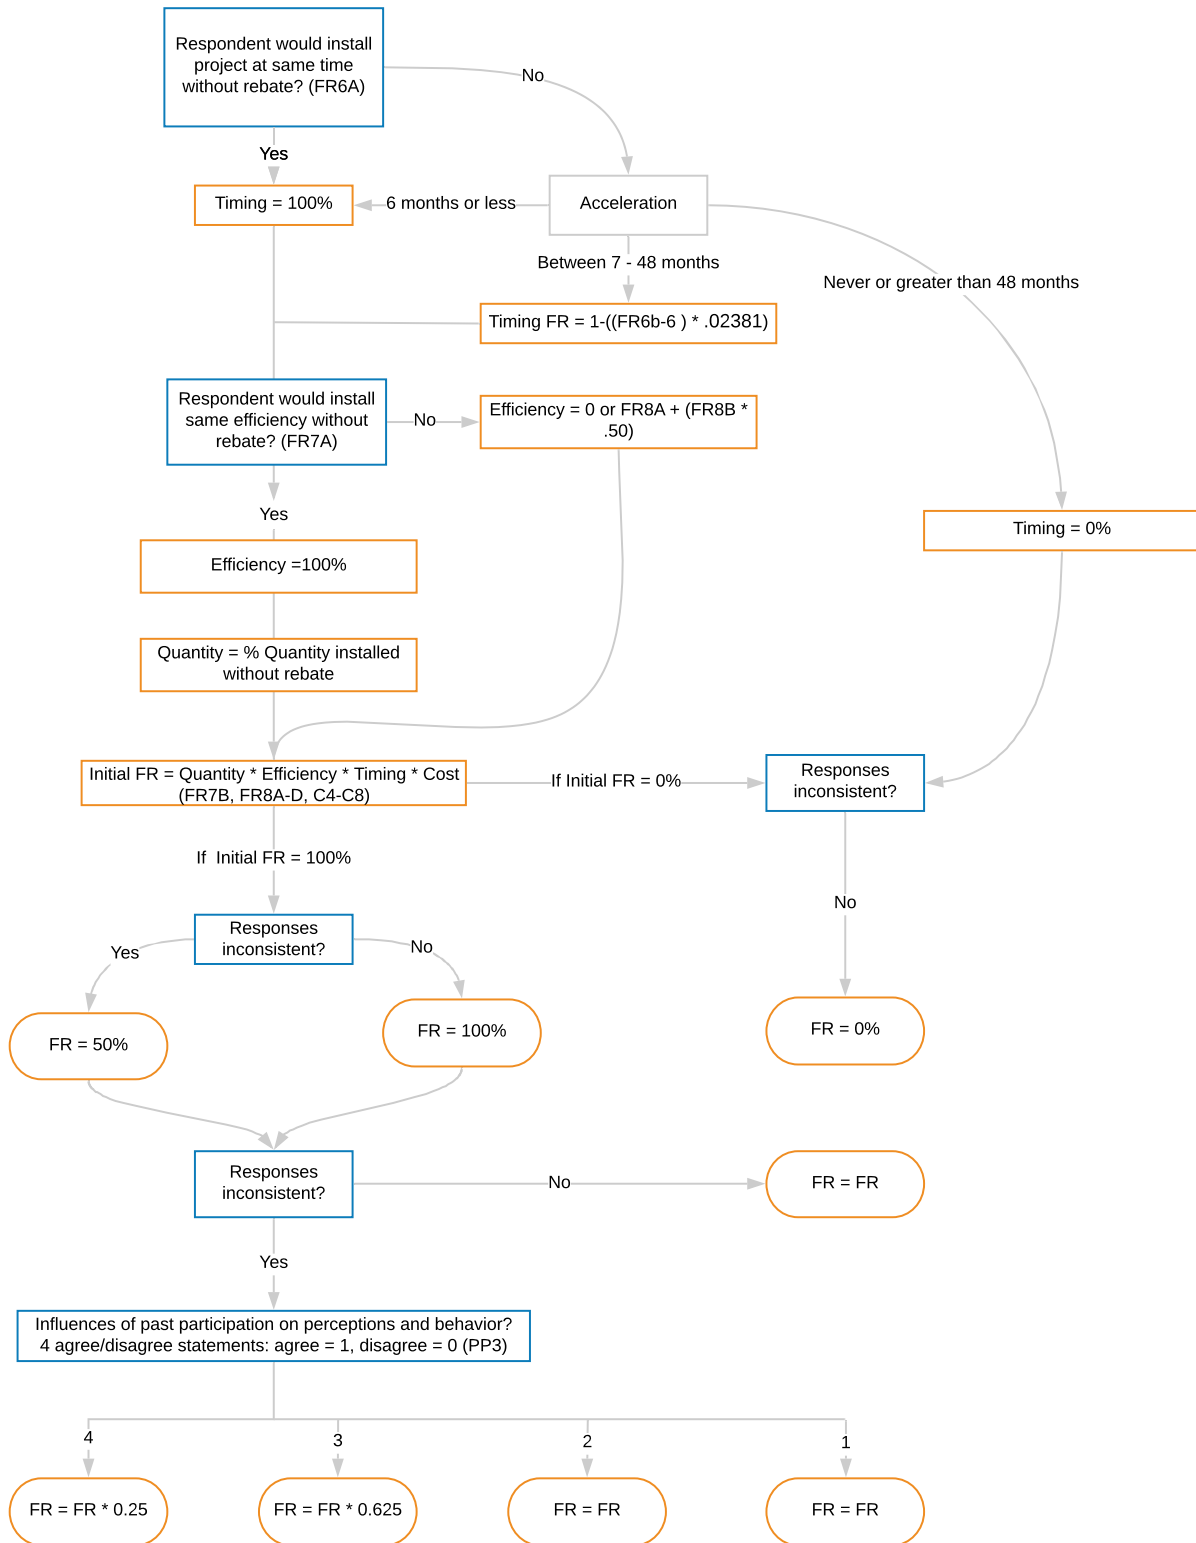 Respondent would install
project at same time
without rebate? (FR6A)
No
Yes
Timing = 100%
6 months or less
Acceleration
Between 7 - 48 months
Never or greater than 48 months
Timing FR = 1-((FR6b-6 ) * .02381)
Respondent would install
same efficiency without
rebate? (FR7A)
No
Efficiency = 0 or FR8A + (FR8B *
.50)
Yes
Timing = 0%
Efficiency =100%
Quantity = % Quantity installed
without rebate
Initial FR = Quantity * Efficiency * Timing * Cost
(FR7B, FR8A-D, C4-C8)
If Initial FR = 0%
Responses
inconsistent?
If  Initial FR = 100%
No
Responses
inconsistent?
Yes
No
FR = 50%
FR = 100%
FR = 0%
Responses
inconsistent?
No
FR = FR
Yes
Influences of past participation on perceptions and behavior?
4 agree/disagree statements: agree = 1, disagree = 0 (PP3)
4
3
2
1
FR = FR * 0.25
FR = FR * 0.625
FR = FR
FR = FR